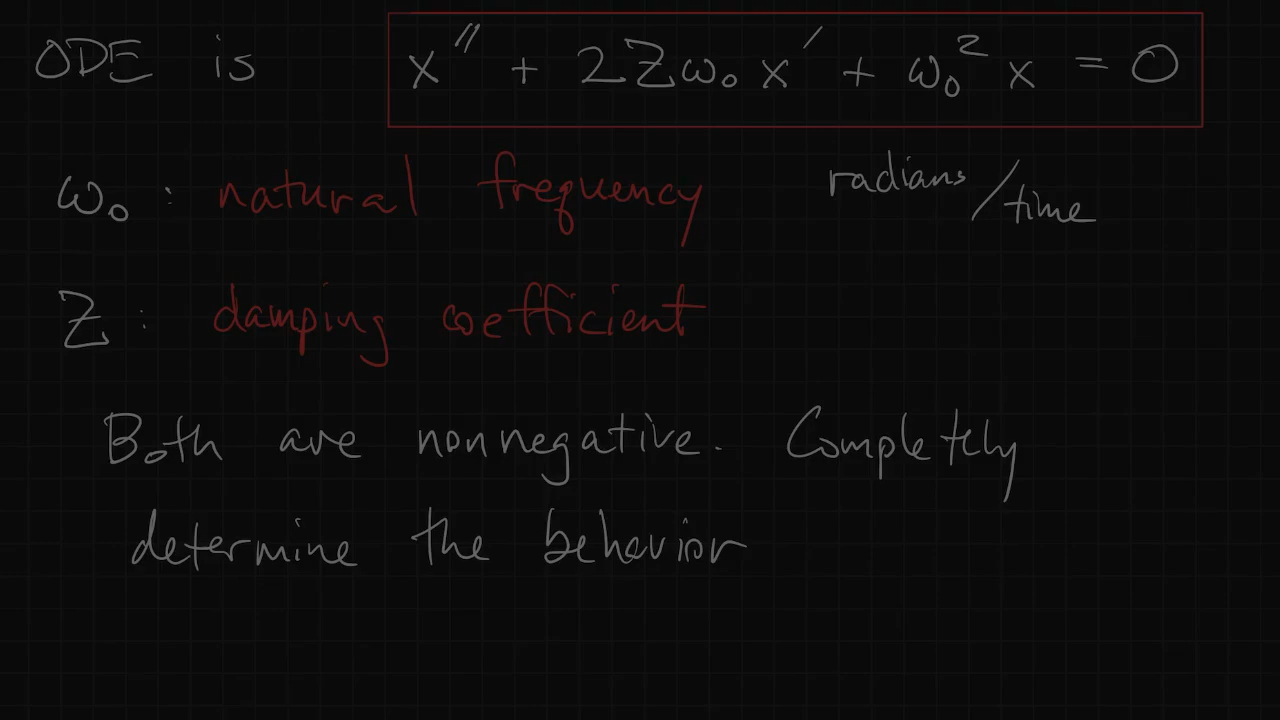 ODE is x'' + 2Zω₀x' + ω₀²x = 0
ω₀: natural frequency radians/time
Z: damping coefficient
Both are nonnegative. Completely
determine the behavior